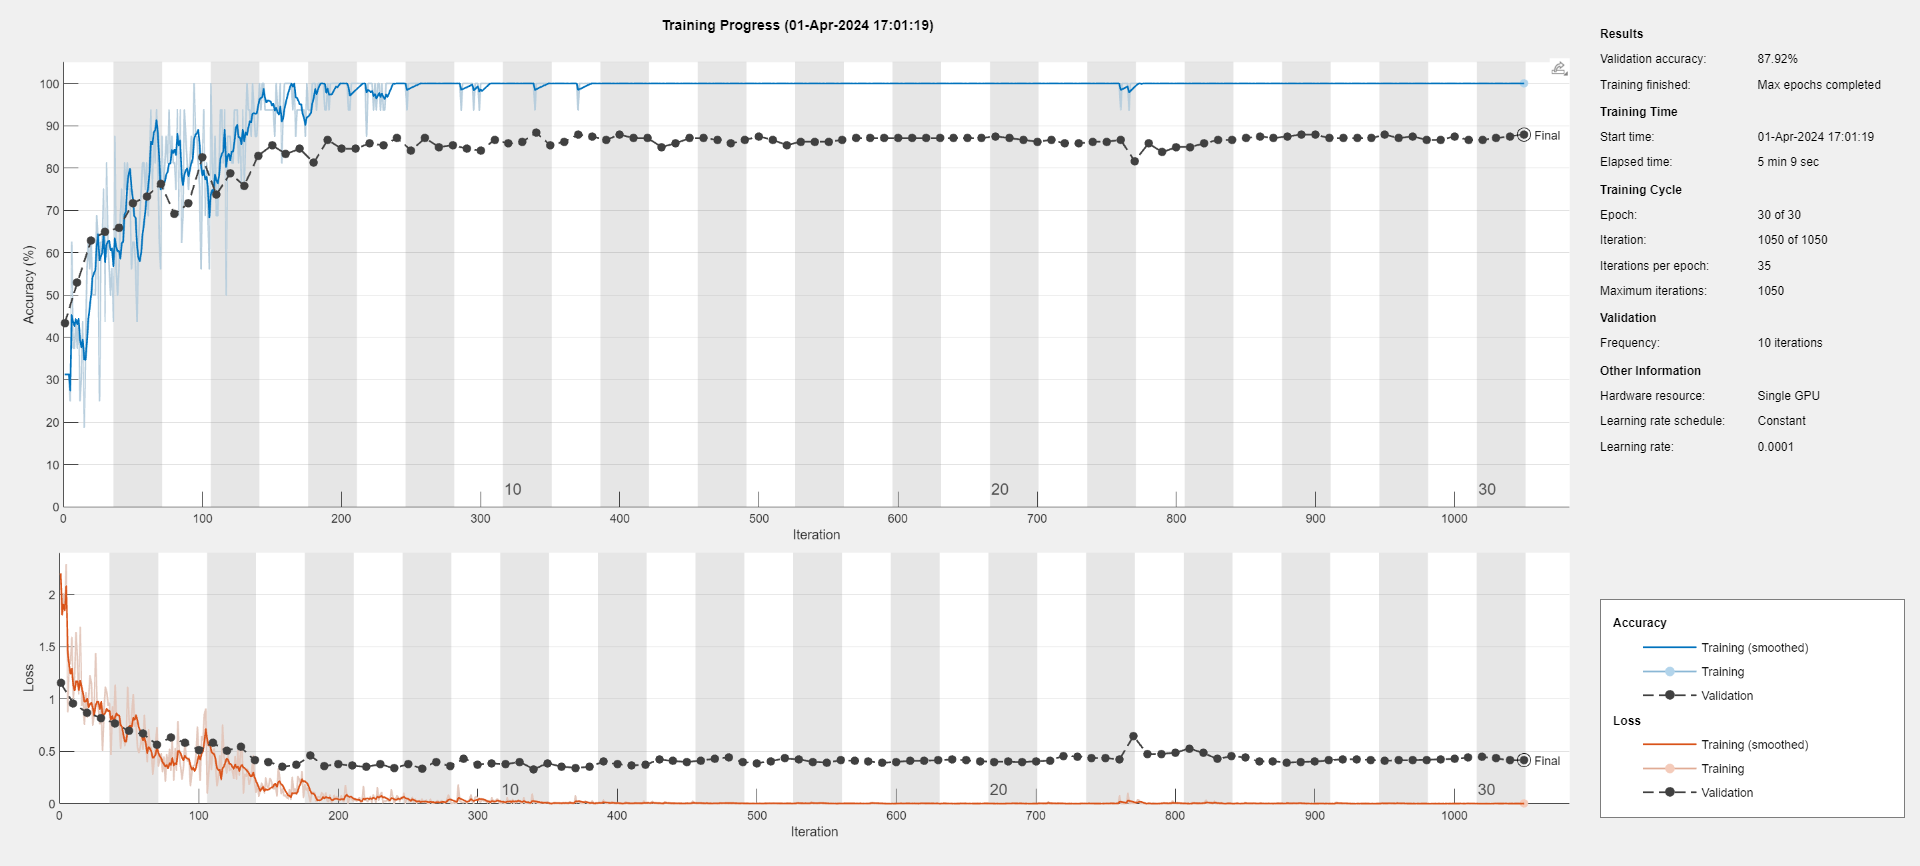 Training Progress (01-Apr-2024 17:01:19)
100
90
80
70
60
50
40
30
20
10
0
Accuracy (%)
10
20
30
Final
0 100 200 300 400 500 600 700 800 900 1000
Iteration
2
1.5
1
0.5
0
Loss
10
20
30
Final
0 100 200 300 400 500 600 700 800 900 1000
Iteration
Results
Validation accuracy: 87.92%
Training finished: Max epochs completed
Training Time
Start time: 01-Apr-2024 17:01:19
Elapsed time: 5 min 9 sec
Training Cycle
Epoch: 30 of 30
Iteration: 1050 of 1050
Iterations per epoch: 35
Maximum iterations: 1050
Validation
Frequency: 10 iterations
Other Information
Hardware resource: Single GPU
Learning rate schedule: Constant
Learning rate: 0.0001
Accuracy
Training (smoothed)
Training
Validation
Loss
Training (smoothed)
Training
Validation